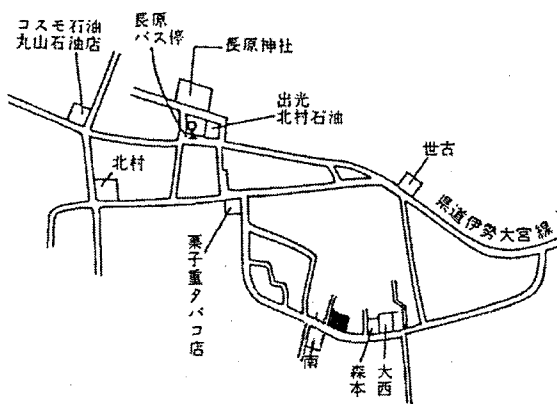 コスモ石油
丸山石油店
長原
バス停
長原神社
出光
北村石油
北村
世古
県道伊勢大宮線
栗子重タバコ店
南
森本
大西